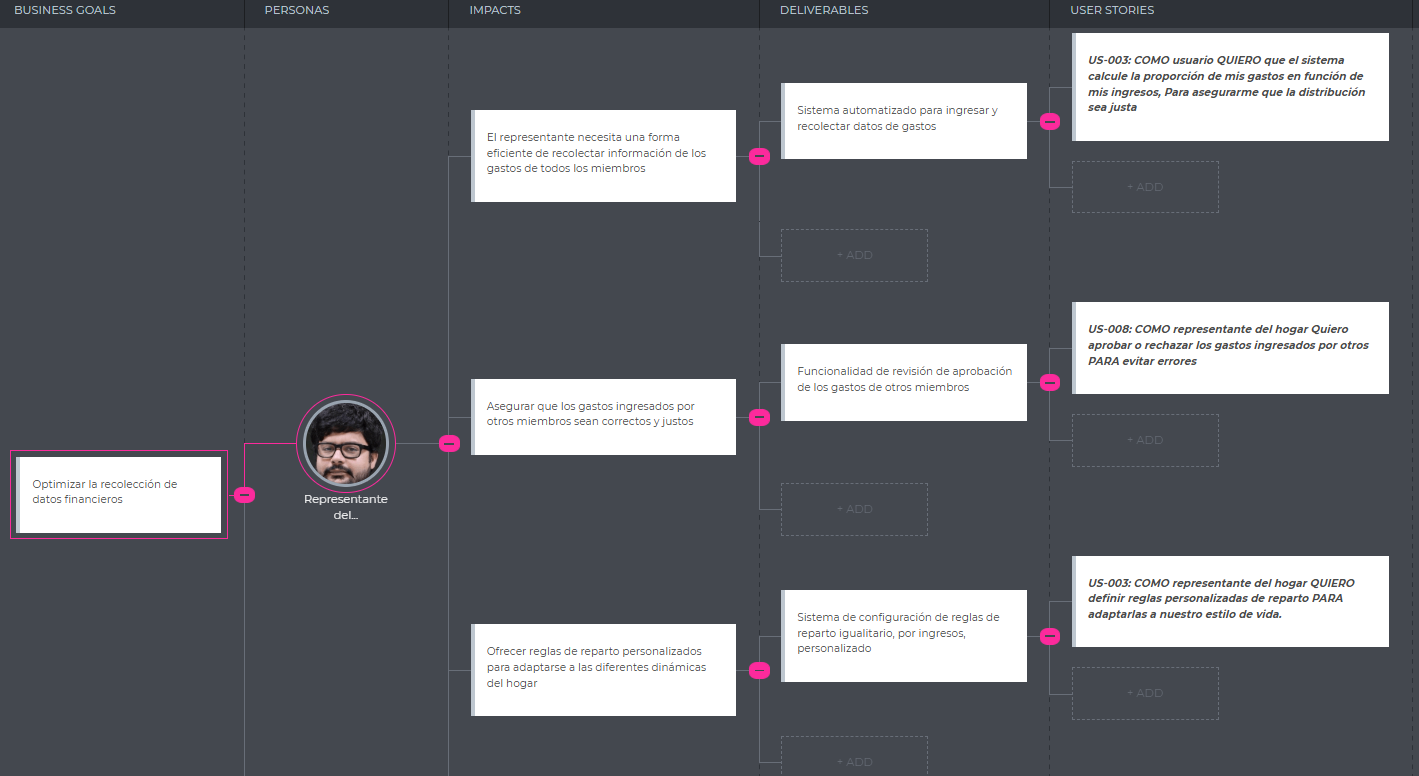 BUSINESS GOALS
PERSONAS
IMPACTS
DELIVERABLES
USER STORIES
Optimizar la recolección de
datos financieros
Representante
del...
El representante necesita una forma
eficiente de recolectar información de los
gastos de todos los miembros
Sistema automatizado para ingresar y
recolectar datos de gastos
US-003: COMO usuario QUIERO que el sistema
calcule la proporción de mis gastos en función de
mis ingresos, Para asegurarme que la distribución
sea justa
+ ADD
+ ADD
Asegurar que los gastos ingresados por
otros miembros sean correctos y justos
Funcionalidad de revisión de aprobación
de los gastos de otros miembros
US-008: COMO representante del hogar Quiero
aprobar o rechazar los gastos ingresados por otros
PARA evitar errores
+ ADD
+ ADD
Ofrecer reglas de reparto personalizados
para adaptarse a las diferentes dinámicas
del hogar
Sistema de configuración de reglas de
reparto igualitario, por ingresos,
personalizado
US-003: COMO representante del hogar QUIERO
definir reglas personalizadas de reparto PARA
adaptarlas a nuestro estilo de vida.
+ ADD
+ ADD